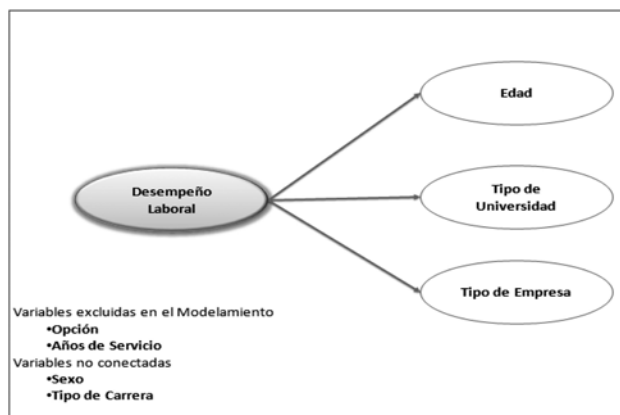 Edad
Desempeño
Laboral
Tipo de
Universidad
Tipo de Empresa
Variables excluidas en el Modelamiento
•Opción
•Años de Servicio
Variables no conectadas
•Sexo
•Tipo de Carrera